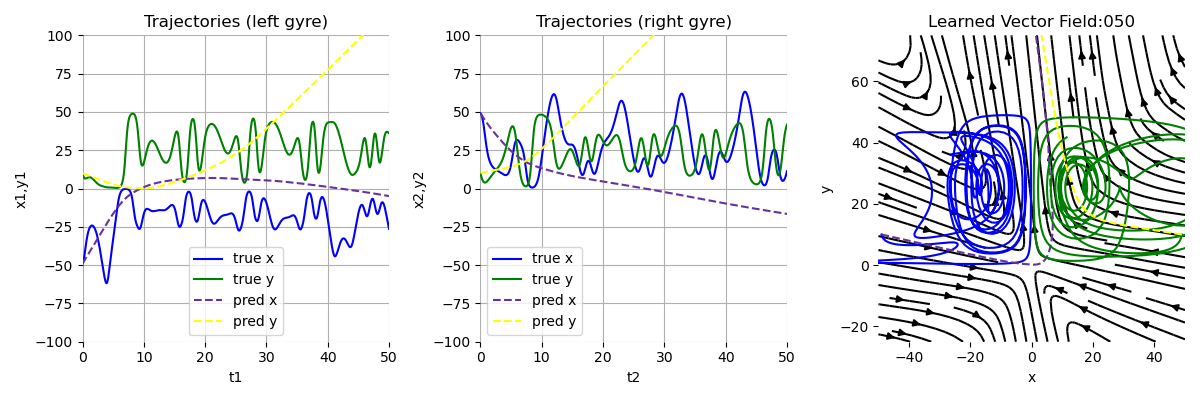 Trajectories (left gyre)
x1,y1
100
75
50
25
0
−25
−50
−75
−100
true x
true y
pred x
pred y
0 10 20 30 40 50
t1
Trajectories (right gyre)
x2,y2
100
75
50
25
0
−25
−50
−75
−100
true x
true y
pred x
pred y
0 10 20 30 40 50
t2
Learned Vector Field:050
y
60
40
20
0
−20
−40 −20 0 20 40
x